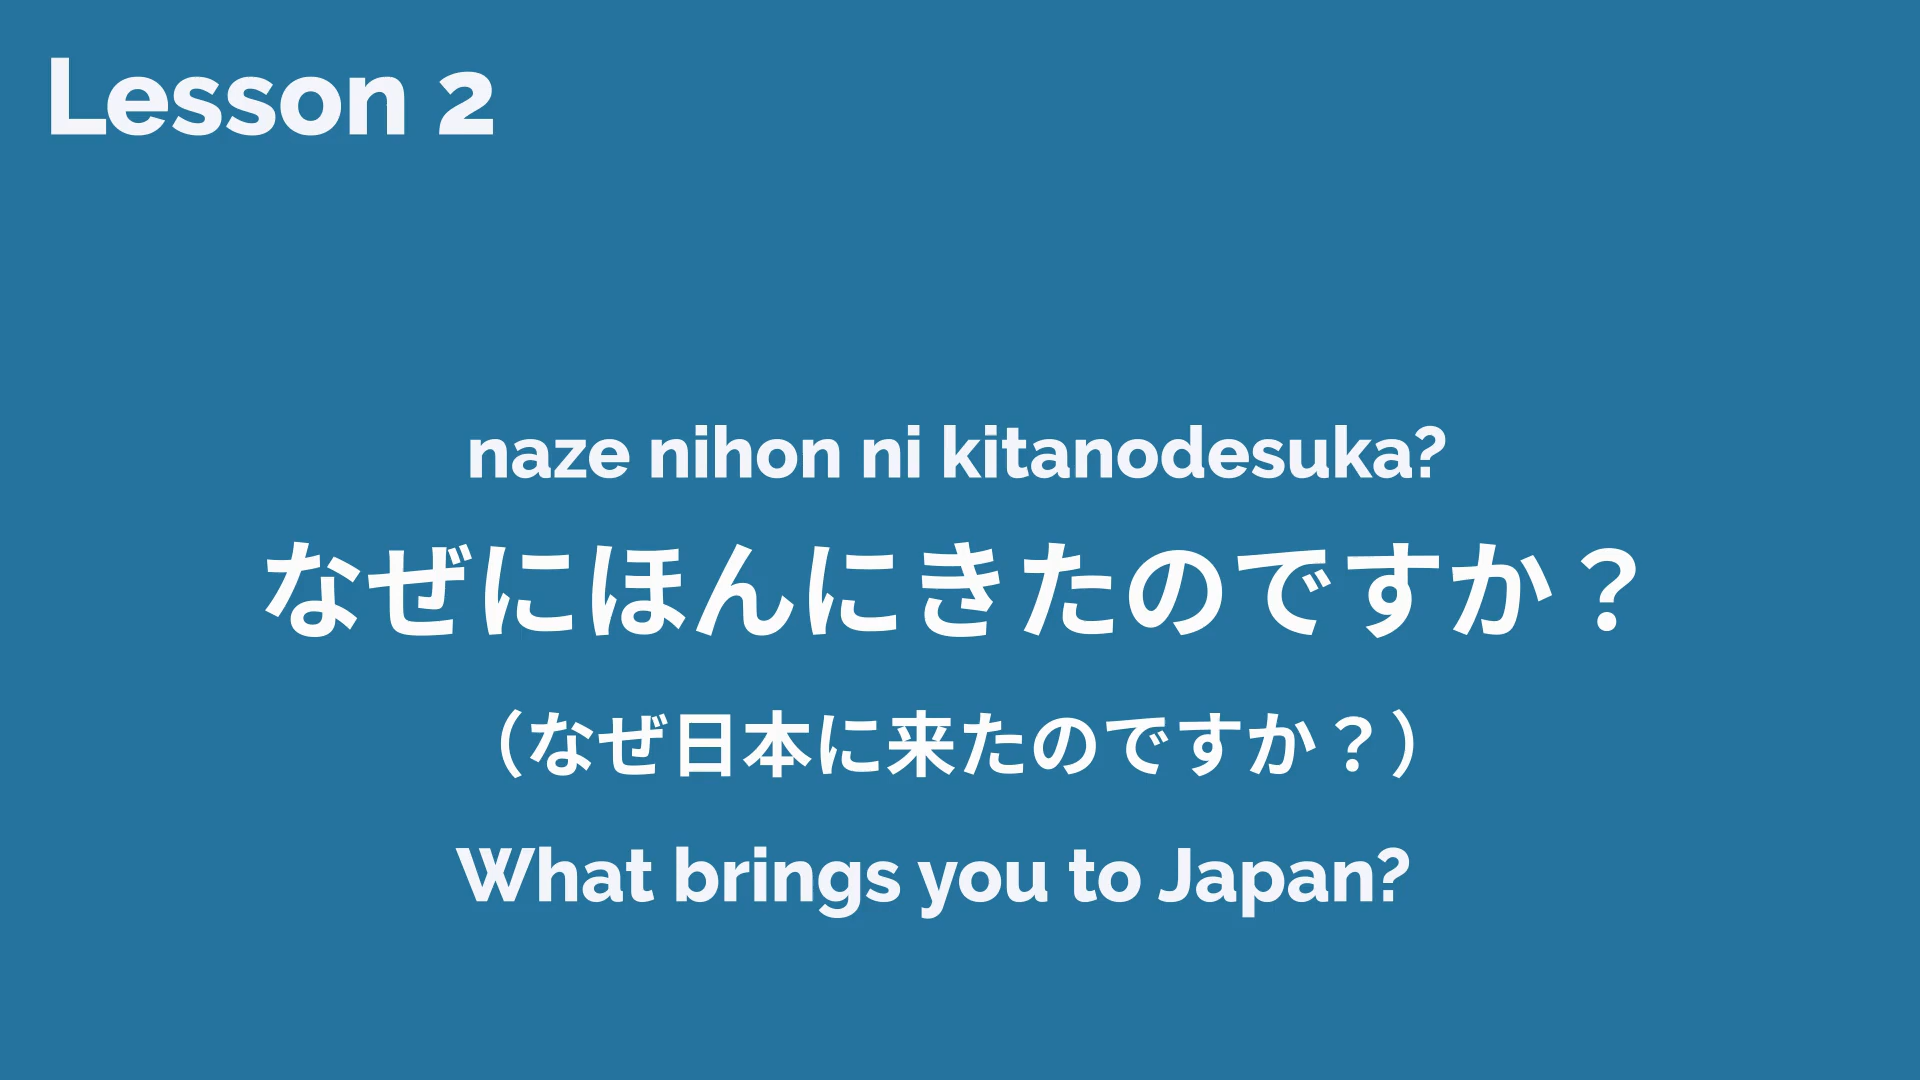 Lesson 2
naze nihon ni kitanodesuka?
なぜにほんにきたのですか？
（なぜ日本に来たのですか？）
What brings you to Japan?